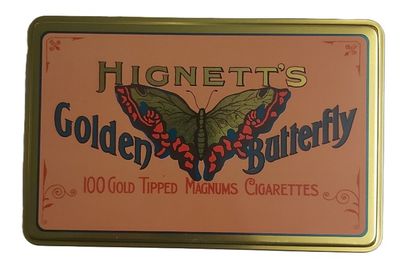 HIGNETT'S
Golden Butterfly
100 GOLD TIPPED MAGNUMS CIGARETTES